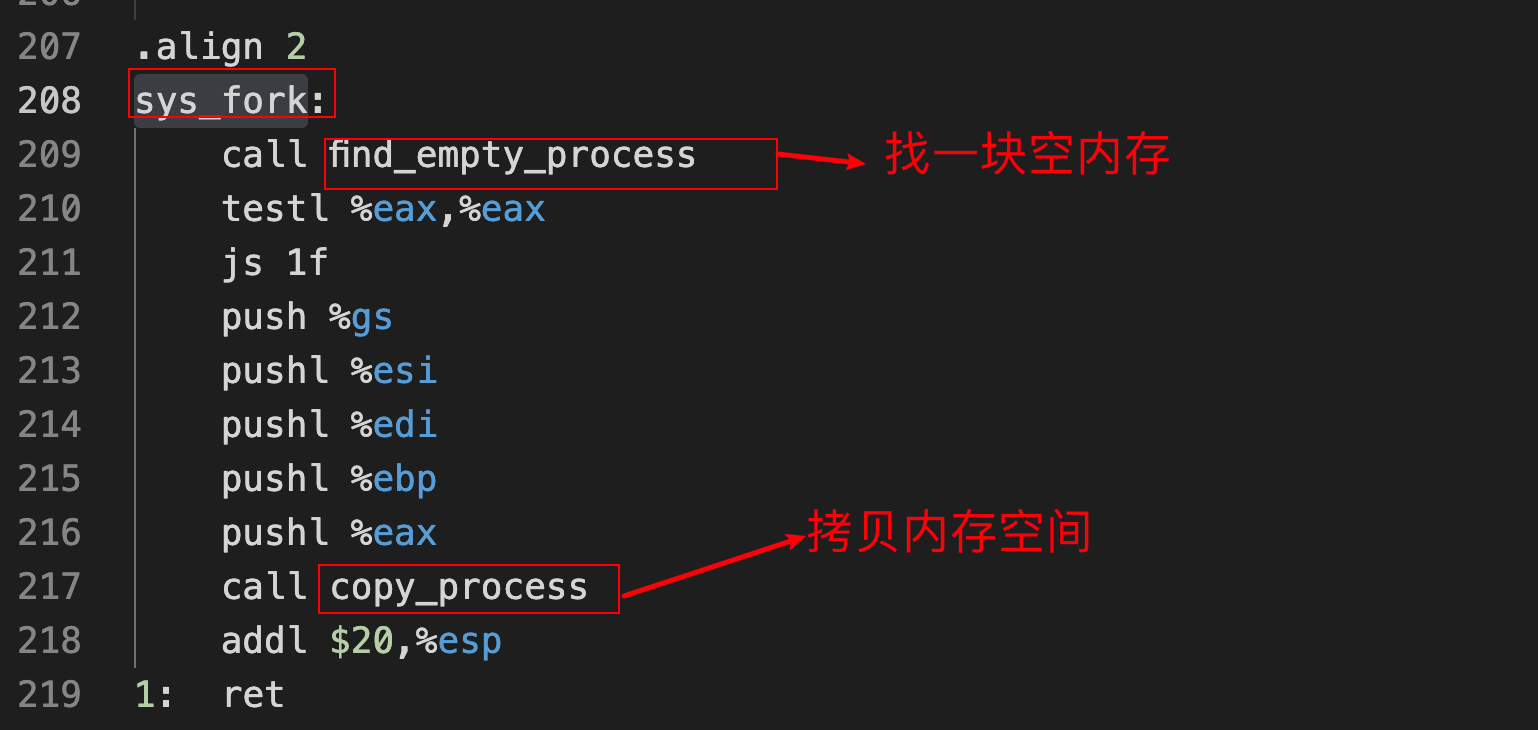 207 .align 2
208 sys_fork:
209 call find_empty_process 找一块空内存
210 testl %eax,%eax
211 js 1f
212 push %gs
213 pushl %esi
214 pushl %edi
215 pushl %ebp
216 pushl %eax 拷贝内存空间
217 call copy_process
218 addl $20,%esp
219 1: ret